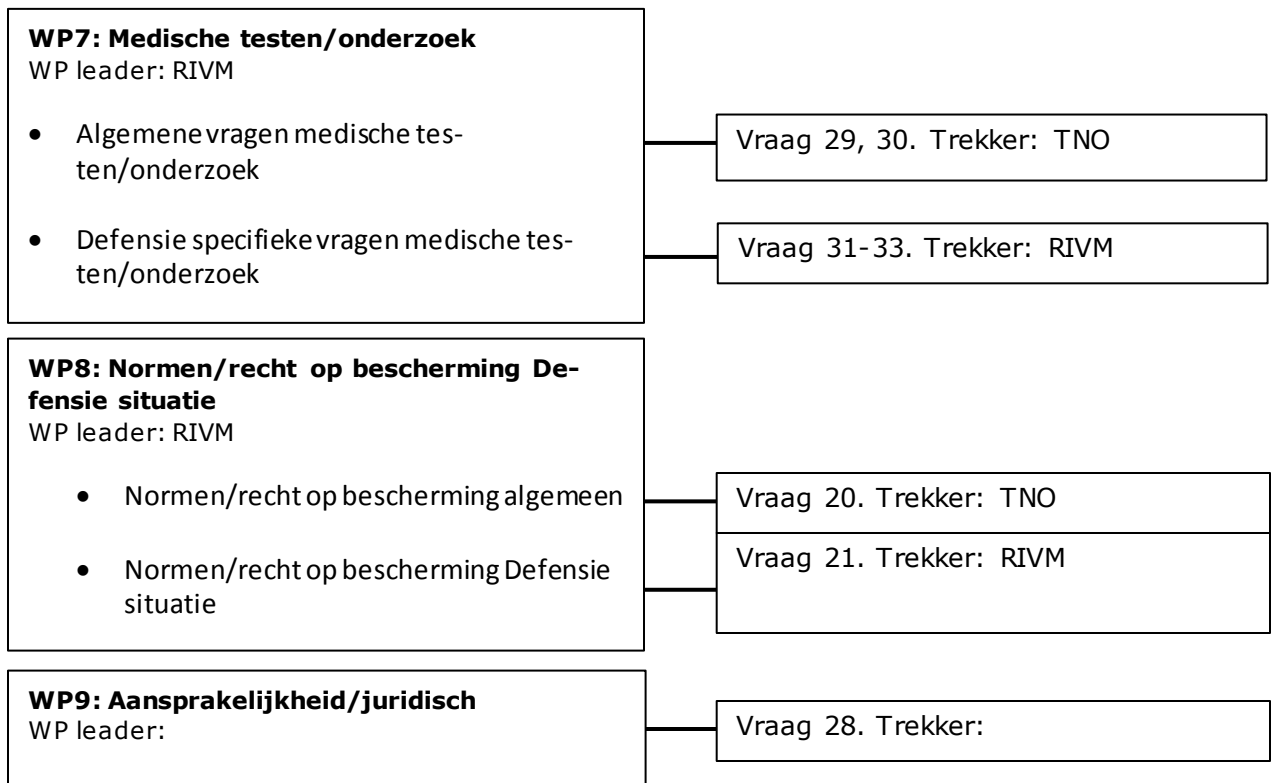 WP7: Medische testen/onderzoek
WP leader: RIVM
• Algemene vragen medische tes-
ten/onderzoek
Vraag 29, 30. Trekker: TNO
• Defensie specifieke vragen medische tes-
ten/onderzoek
Vraag 31-33. Trekker: RIVM
WP8: Normen/recht op bescherming De-
fensie situatie
WP leader: RIVM
• Normen/recht op bescherming algemeen
Vraag 20. Trekker: TNO
• Normen/recht op bescherming Defensie
situatie
Vraag 21. Trekker: RIVM
WP9: Aansprakelijkheid/juridisch
WP leader:
Vraag 28. Trekker: